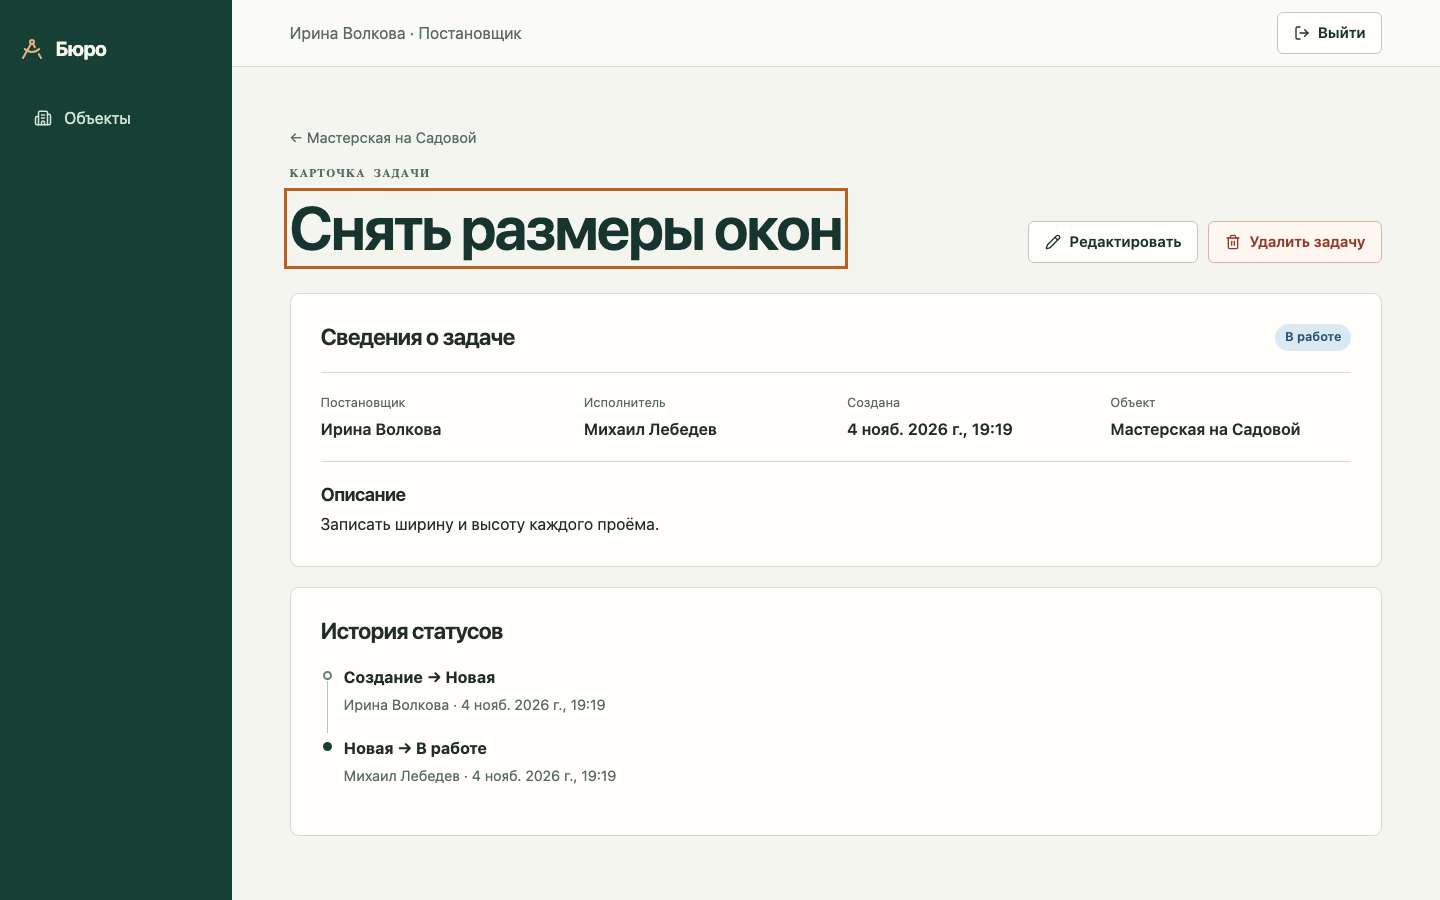 Бюро
Объекты
Ирина Волкова · Постановщик
Выйти
← Мастерская на Садовой
КАРТОЧКА ЗАДАЧИ
Снять размеры окон
Редактировать
Удалить задачу
Сведения о задаче
В работе
Постановщик
Ирина Волкова
Исполнитель
Михаил Лебедев
Создана
4 нояб. 2026 г., 19:19
Объект
Мастерская на Садовой
Описание
Записать ширину и высоту каждого проёма.
История статусов
Создание → Новая
Ирина Волкова · 4 нояб. 2026 г., 19:19
Новая → В работе
Михаил Лебедев · 4 нояб. 2026 г., 19:19